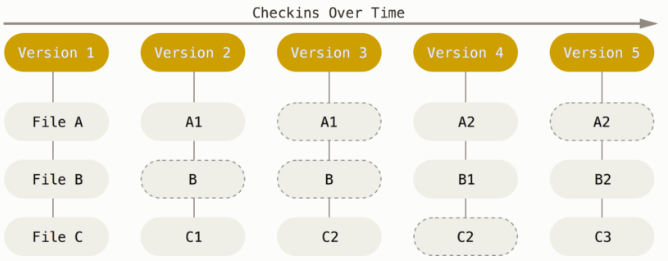 Checkins Over Time
Version 1 Version 2 Version 3 Version 4 Version 5
File A A1 A1 A2 A2
File B B B B1 B2
File C C1 C2 C2 C3